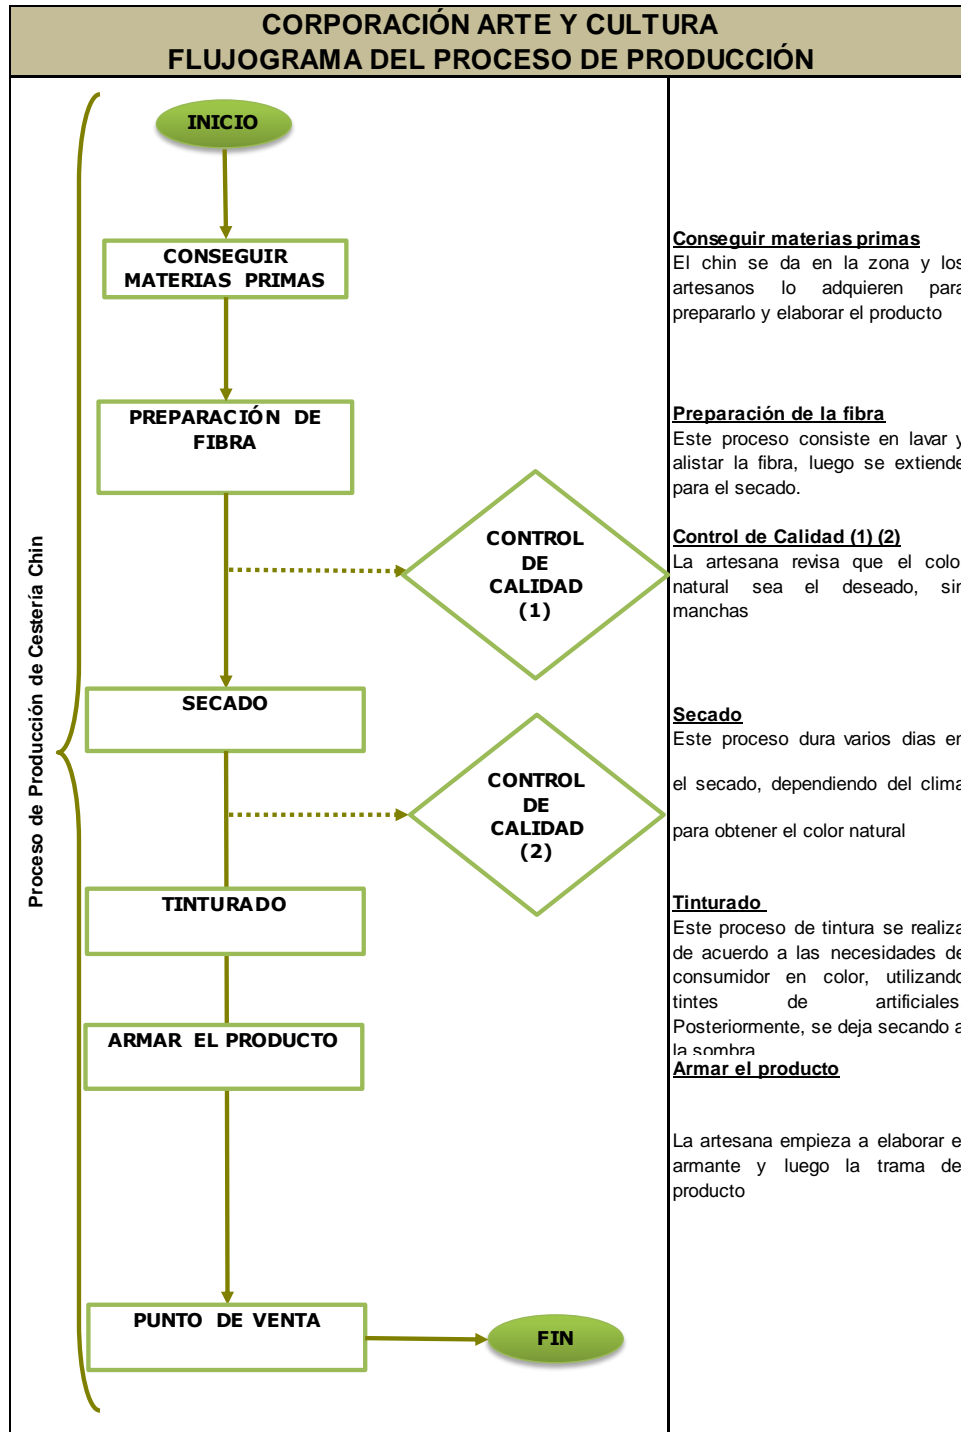 CORPORACIÓN ARTE Y CULTURA
FLUJOGRAMA DEL PROCESO DE PRODUCCIÓN
Proceso de Producción de Cestería Chin
INICIO
CONSEGUIR
MATERIAS PRIMAS
PREPARACIÓN DE
FIBRA
CONTROL
DE
CALIDAD
(1)
SECADO
CONTROL
DE
CALIDAD
(2)
TINTURADO
ARMAR EL PRODUCTO
PUNTO DE VENTA
FIN
Conseguir materias primas
El chin se da en la zona y los
artesanos lo adquieren para
prepararlo y elaborar el producto
Preparación de la fibra
Este proceso consiste en lavar y
alistar la fibra, luego se extiende
para el secado.
Control de Calidad (1) (2)
La artesana revisa que el colo
natural sea el deseado, sin
manchas
Secado
Este proceso dura varios dias en
el secado, dependiendo del clima
para obtener el color natural
Tinturado
Este proceso de tintura se realiza
de acuerdo a las necesidades de
consumidor en color, utilizando
tintes de artificiales
Posteriormente, se deja secando a
la sombra
Armar el producto
La artesana empieza a elaborar e
armante y luego la trama de
producto